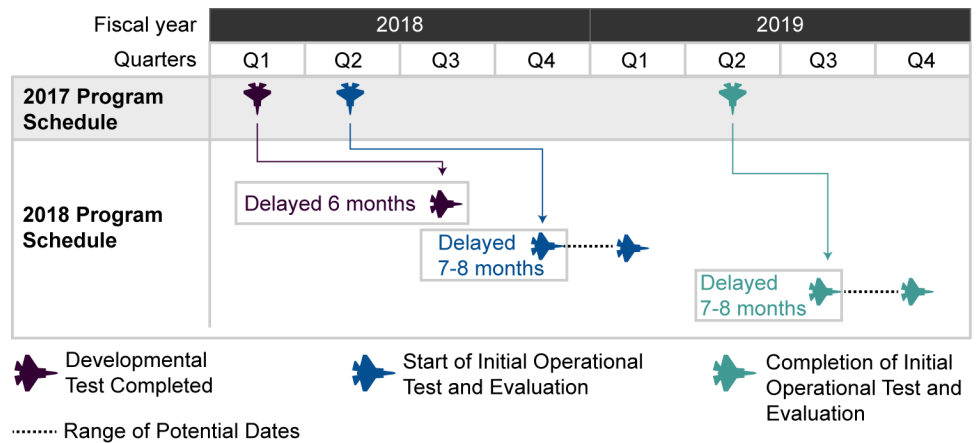 Fiscal year 2018 2019
Quarters Q1 Q2 Q3 Q4 Q1 Q2 Q3 Q4
2017 Program
Schedule
2018 Program
Schedule
Delayed 6 months
Delayed
7-8 months
Delayed
7-8 months
Developmental
Test Completed
Start of Initial Operational
Test and Evaluation
Completion of Initial
Operational Test and
Evaluation
Range of Potential Dates